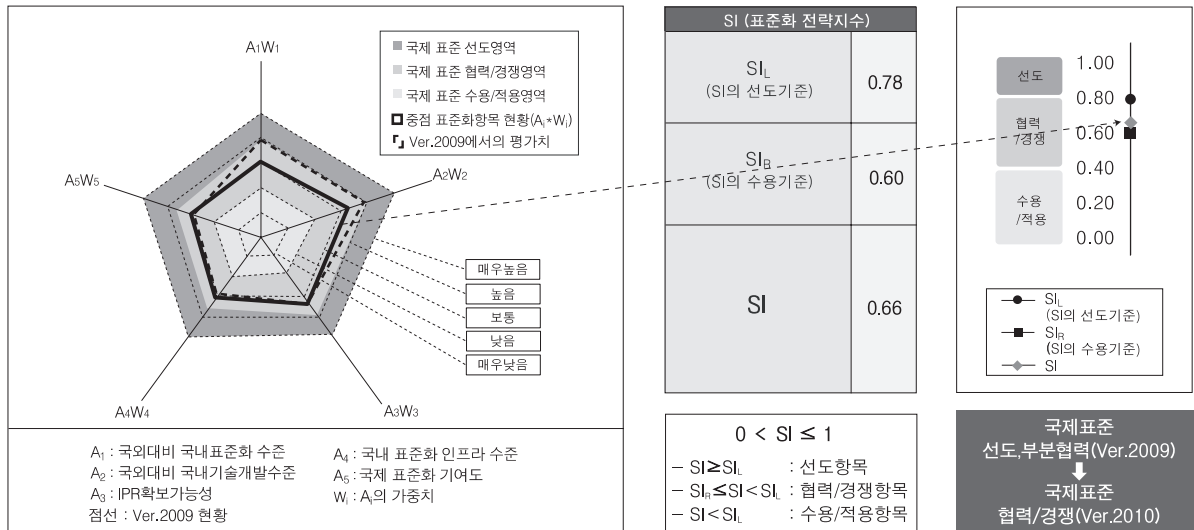 A1W1
A2W2
A3W3
A4W4
A5W5
국제 표준 선도영역
국제 표준 협력/경쟁영역
국제 표준 수용/적용영역
중점 표준화항목 현황(Ai*Wi)
Ver.2009에서의 평가치
매우높음
높음
보통
낮음
매우낮음
A1 : 국외대비 국내표준화 수준
A2 : 국외대비 국내기술개발수준
A3 : IPR확보가능성
점선 : Ver.2009 현황
A4 : 국내 표준화 인프라 수준
A5 : 국제 표준화 기여도
Wi : Ai의 가중치
SI (표준화 전략지수)
SIL
(SI의 선도기준)
0.78
SIR
(SI의 수용기준)
0.60
SI
0.66
0 < SI ≤ 1
– SI≥SIL : 선도항목
– SIR≤SI<SIL : 협력/경쟁항목
– SI<SIL : 수용/적용항목
선도
협력
/경쟁
수용
/적용
1.00
0.80
0.60
0.40
0.20
0.00
SIL
(SI의 선도기준)
SIR
(SI의 수용기준)
SI
국제표준
선도,부분협력(Ver.2009)
국제표준
협력/경쟁(Ver.2010)